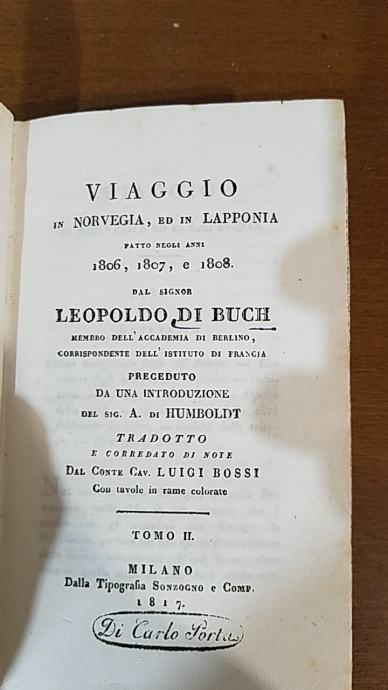 VIAGGIO
IN NORVEGIA, ED IN LAPPONIA
FATTO NEGLI ANNI
1806, 1807, e 1808.
DAL SIGNOR
LEOPOLDO DI BUCH
MEMBRO DELL'ACCADEMIA DI BERLINO,
CORRISPONDENTE DELL'ISTITUTO DI FRANCIA
PRECEDUTO
DA UNA INTRODUZIONE
DEL SIG. A. DI HUMBOLDT
TRADOTTO
E CORREDATO DI NOTE
DAL CONTE CAV. LUIGI BOSSI
Con tavole in rame colorate
TOMO II.
MILANO
Dalla Tipografia SONZOGNO e COMP.
1817.
Di Carlo Porta